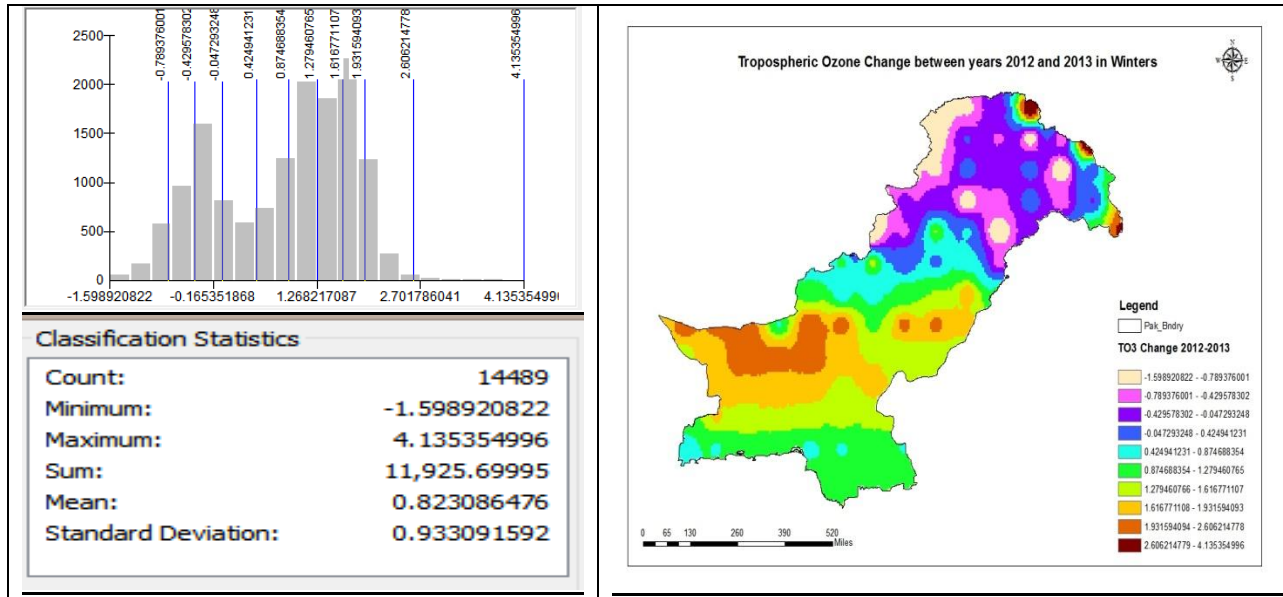 2500
2000
1500
1000
500
0
-0.789376001
-0.429578302
-0.047293248
0.424941231
0.874688354
1.279460765
1.616771107
1.931594093
2.606214778
4.135354996
-1.598920822 -0.165351868 1.268217087 2.701786041 4.135354996
Classification Statistics
Count: 14489
Minimum: -1.598920822
Maximum: 4.135354996
Sum: 11,925.69995
Mean: 0.823086476
Standard Deviation: 0.933091592
Tropospheric Ozone Change between years 2012 and 2013 in Winters
N
W E
S
Legend
Pak_Bndry
TO3 Change 2012-2013
-1.598920822 - -0.789376001
-0.789376001 - -0.429578302
-0.429578302 - -0.047293248
-0.047293248 - 0.424941231
0.424941231 - 0.874688354
0.874688354 - 1.279460765
1.279460766 - 1.616771107
1.616771108 - 1.931594093
1.931594094 - 2.606214778
2.606214779 - 4.135354996
0 65 130 260 390 520
Miles